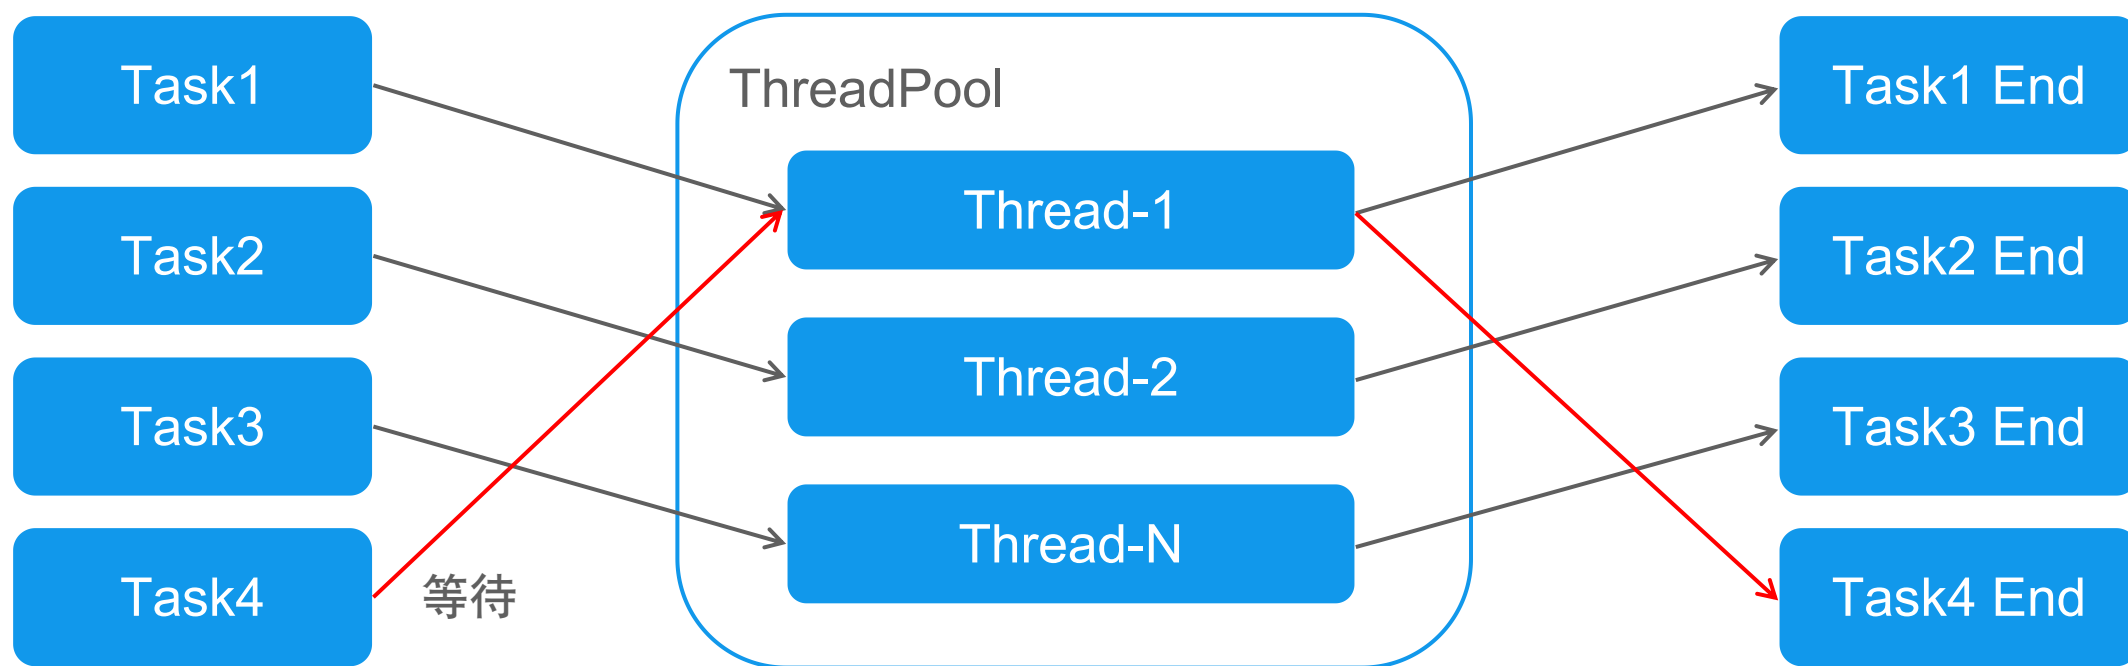 Task1
Task2
Task3
Task4
等待
ThreadPool
Thread-1
Thread-2
Thread-N
Task1 End
Task2 End
Task3 End
Task4 End